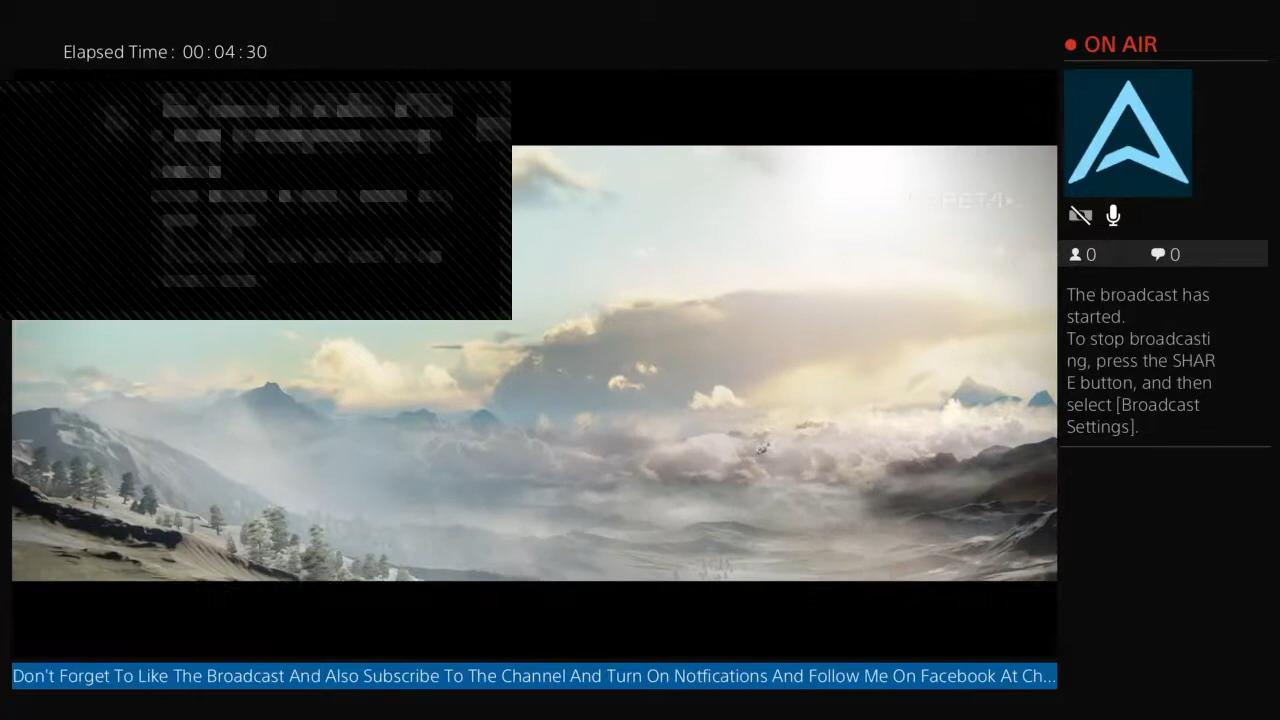 Elapsed Time: 00:04:30
ON AIR
0 0
The broadcast has
started.
To stop broadcasti
ng, press the SHAR
E button, and then
select [Broadcast
Settings].
Don't Forget To Like The Broadcast And Also Subscribe To The Channel And Turn On Notfications And Follow Me On Facebook At Ch...